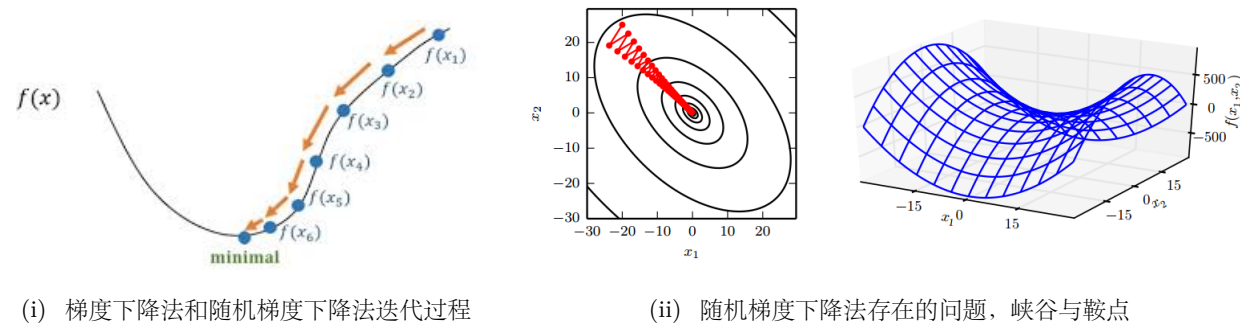 f(x)
f(x₁)
f(x₂)
f(x₃)
f(x₄)
f(x₅)
f(x₆)
minimal
x₂
20
10
0
−10
−20
30
−30
−20
−10
0
10
20
x₁
500
0
−500
f(x₁,x₂)
−15
0
15
x₁
−15
0
15
x₂
(i) 梯度下降法和随机梯度下降法迭代过程
(ii) 随机梯度下降法存在的问题，峡谷与鞍点